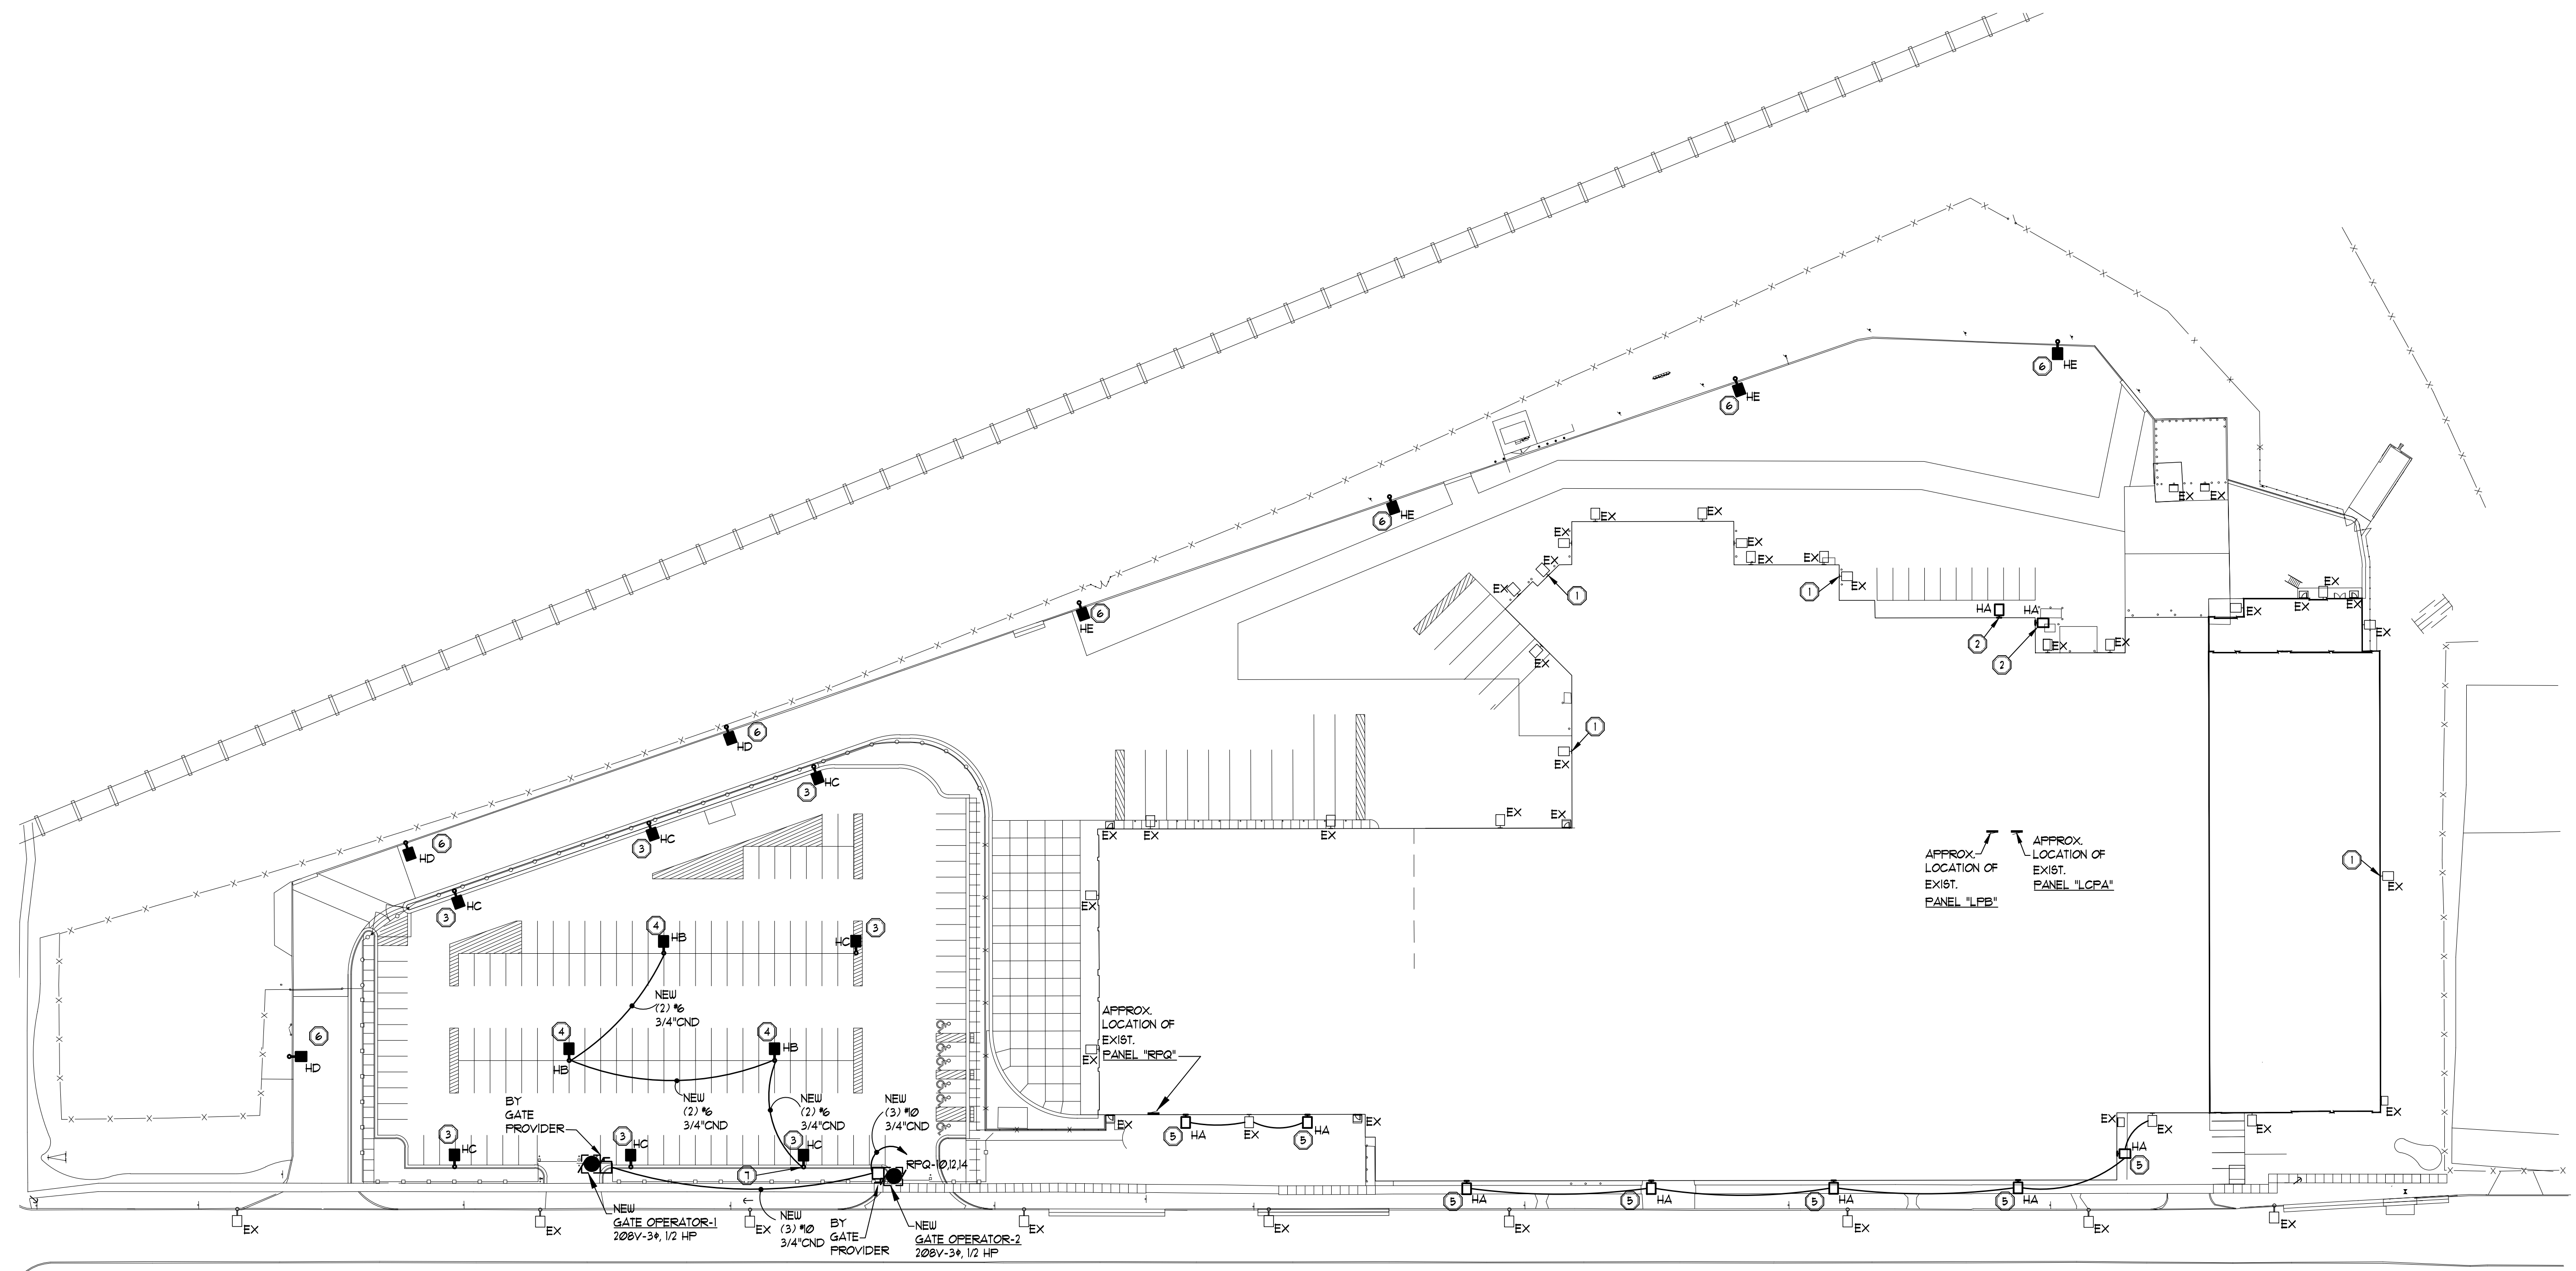 HE
6
HE
6
HE
6
EX
EX
EX
EX
EX
EX
EX
EX
EX
EX
1
1
EX
HE
6
HA
HA
2
2
EX
EX
EX
EX
EX
EX
EX
EX
1
EX
HD
6
3
HC
EX
EX
EX
EX
EX
HD
6
3
HC
3
HC
APPROX.
LOCATION OF
EXIST.
PANEL "LPB"
APPROX.
LOCATION OF
EXIST.
PANEL "LCPA"
1
EX
EX
4
HB
HC
3
NEW
(2) #6
3/4"CND
APPROX.
LOCATION OF
EXIST.
PANEL "RPQ"
6
HD
4
HB
4
HB
EX
NEW
(2) #6
3/4"CND
NEW
(2) #6
3/4"CND
NEW
(3) #10
3/4"CND
BY
GATE
PROVIDER
3
HC
3
HC
3
HC
7
RPQ-10,12,14
EX
5
HA
EX
5
HA
EX
EX
EX
EX
EX
HA
5
5
HA
5
HA
5
HA
5
HA
EX
EX
EX
EX
EX
EX
EX
EX
EX
NEW
GATE OPERATOR-1
208V-3ϕ, 1/2 HP
NEW
(3) #10
3/4"CND
BY
GATE
PROVIDER
NEW
GATE OPERATOR-2
208V-3ϕ, 1/2 HP